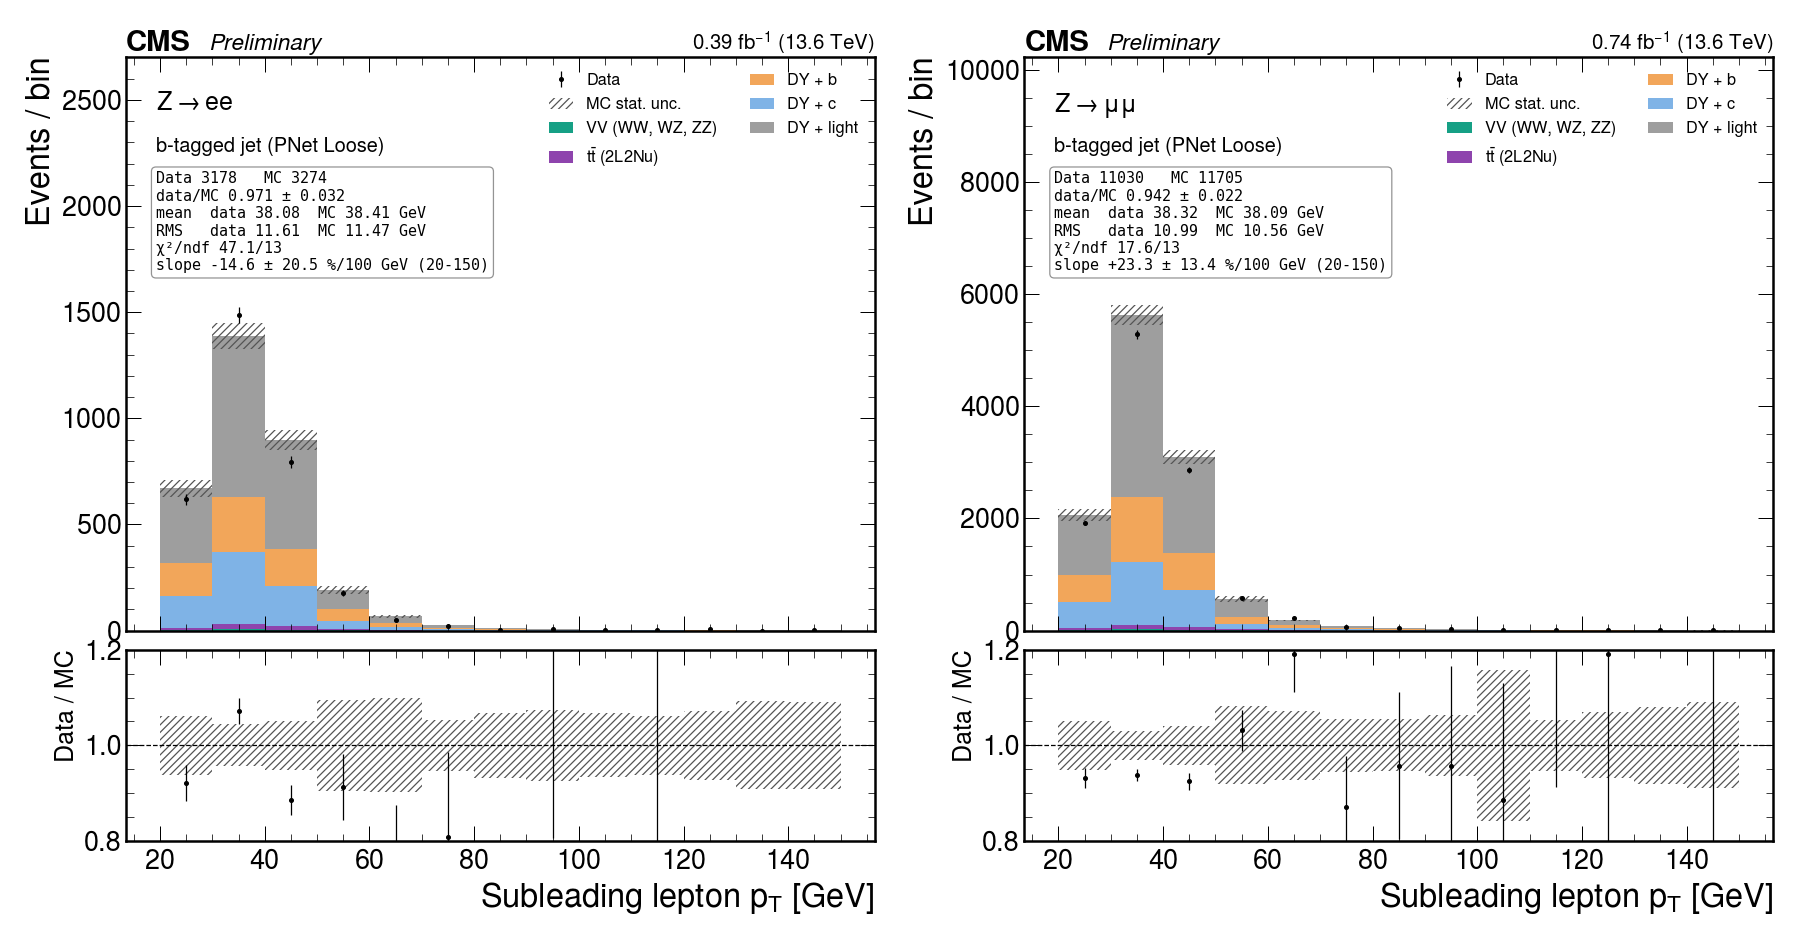 CMS Preliminary 0.39 fb⁻¹ (13.6 TeV)
Events / bin
Z → ee
b-tagged jet (PNet Loose)
Data 3178   MC 3274
data/MC 0.971 ± 0.032
mean  data 38.08  MC 38.41 GeV
RMS   data 11.61  MC 11.47 GeV
χ²/ndf 47.1/13
slope -14.6 ± 20.5 %/100 GeV (20-150)
Data
MC stat. unc.
VV (WW, WZ, ZZ)
tt̄ (2L2Nu)
DY + b
DY + c
DY + light
2500
2000
1500
1000
500
0
Data / MC
1.2
1.0
0.8
20 40 60 80 100 120 140
Subleading lepton p_T [GeV]
CMS Preliminary 0.74 fb⁻¹ (13.6 TeV)
Events / bin
Z → μμ
b-tagged jet (PNet Loose)
Data 11030   MC 11705
data/MC 0.942 ± 0.022
mean  data 38.32  MC 38.09 GeV
RMS   data 10.99  MC 10.56 GeV
χ²/ndf 17.6/13
slope +23.3 ± 13.4 %/100 GeV (20-150)
Data
MC stat. unc.
VV (WW, WZ, ZZ)
tt̄ (2L2Nu)
DY + b
DY + c
DY + light
10000
8000
6000
4000
2000
0
Data / MC
1.2
1.0
0.8
20 40 60 80 100 120 140
Subleading lepton p_T [GeV]